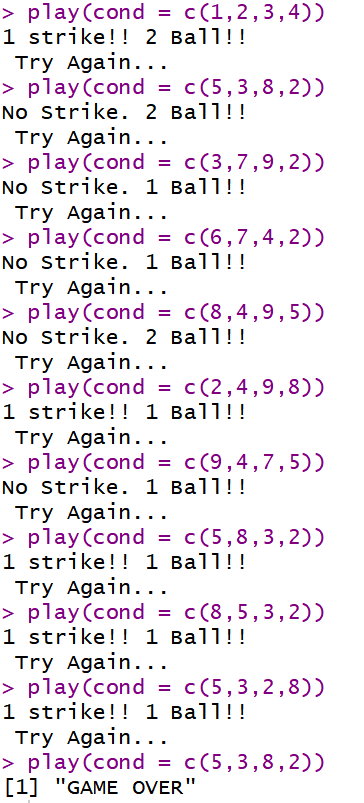 > play(cond = c(1,2,3,4))
1 strike!! 2 Ball!!
 Try Again...
> play(cond = c(5,3,8,2))
No Strike. 2 Ball!!
 Try Again...
> play(cond = c(3,7,9,2))
No Strike. 1 Ball!!
 Try Again...
> play(cond = c(6,7,4,2))
No Strike. 1 Ball!!
 Try Again...
> play(cond = c(8,4,9,5))
No Strike. 2 Ball!!
 Try Again...
> play(cond = c(2,4,9,8))
1 strike!! 1 Ball!!
 Try Again...
> play(cond = c(9,4,7,5))
No Strike. 1 Ball!!
 Try Again...
> play(cond = c(5,8,3,2))
1 strike!! 1 Ball!!
 Try Again...
> play(cond = c(8,5,3,2))
1 strike!! 1 Ball!!
 Try Again...
> play(cond = c(5,3,2,8))
1 strike!! 1 Ball!!
 Try Again...
> play(cond = c(5,3,8,2))
[1] "GAME OVER"